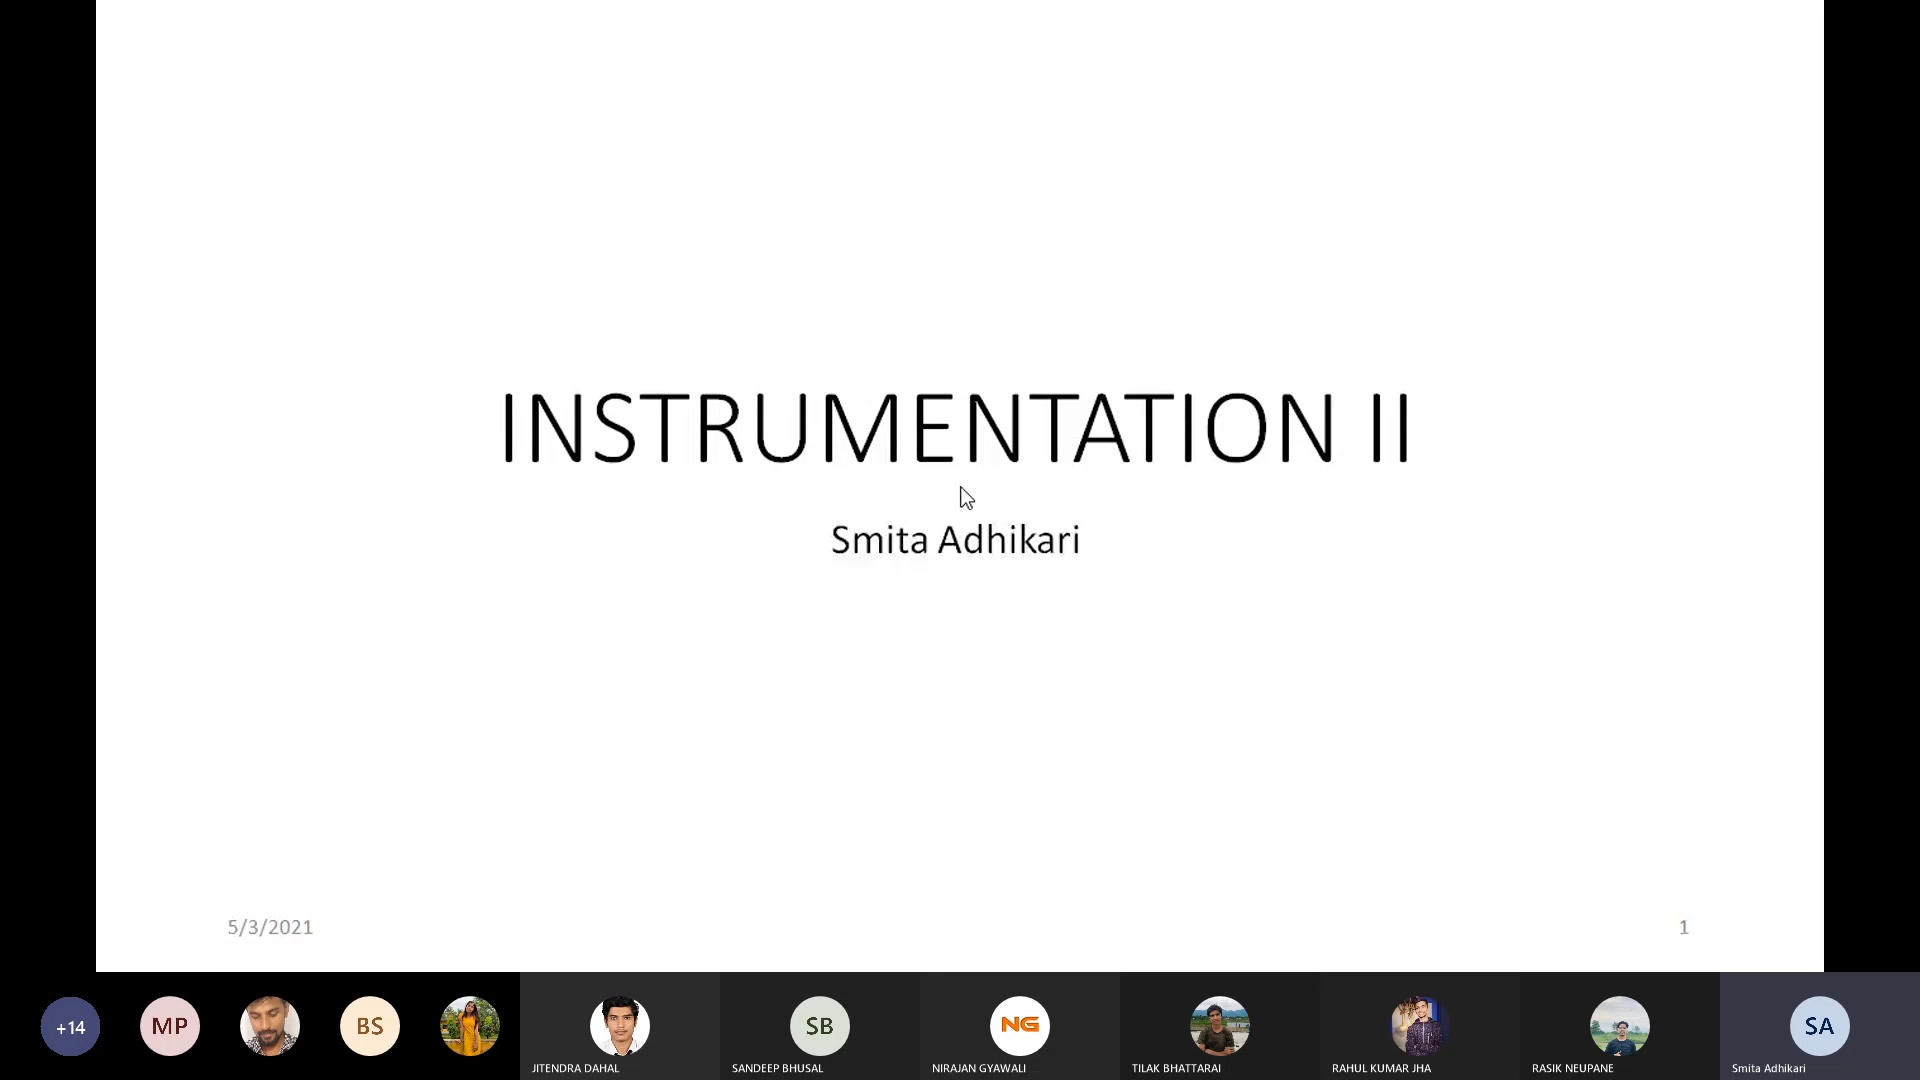 INSTRUMENTATION II
Smita Adhikari
5/3/2021
1
+14
MP
BS
SB
NG
SA
JITENDRA DAHAL
SANDEEP BHUSAL
NIRAJAN GYAWALI
TILAK BHATTARAI
RAHUL KUMAR JHA
RASIK NEUPANE
Smita Adhikari